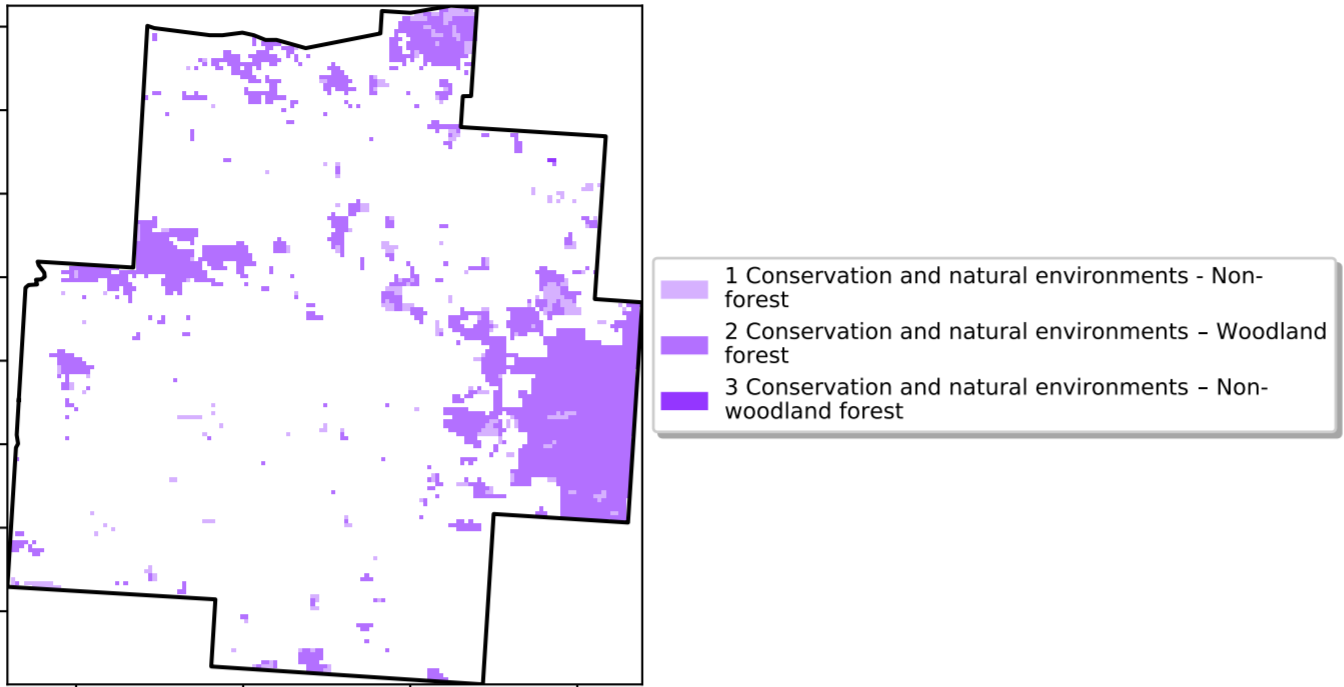 1 Conservation and natural environments - Non-
forest
2 Conservation and natural environments – Woodland
forest
3 Conservation and natural environments – Non-
woodland forest